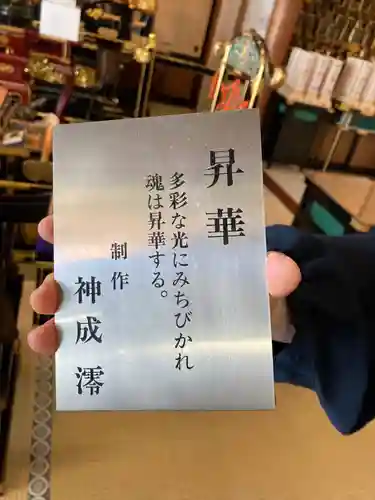 昇華
多彩な光にみちびかれ
魂は昇華する。
制作
神成 澪